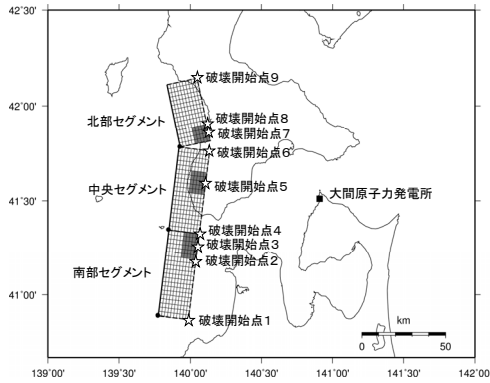 42°30'
42°00'
41°30'
41°00'
破壊開始点9
破壊開始点8
北部セグメント
破壊開始点7
破壊開始点6
中央セグメント
破壊開始点5
大間原子力発電所
破壊開始点4
破壊開始点3
破壊開始点2
南部セグメント
破壊開始点1
km
0 50
139°00' 139°30' 140°00' 140°30' 141°00' 141°30' 142°00'